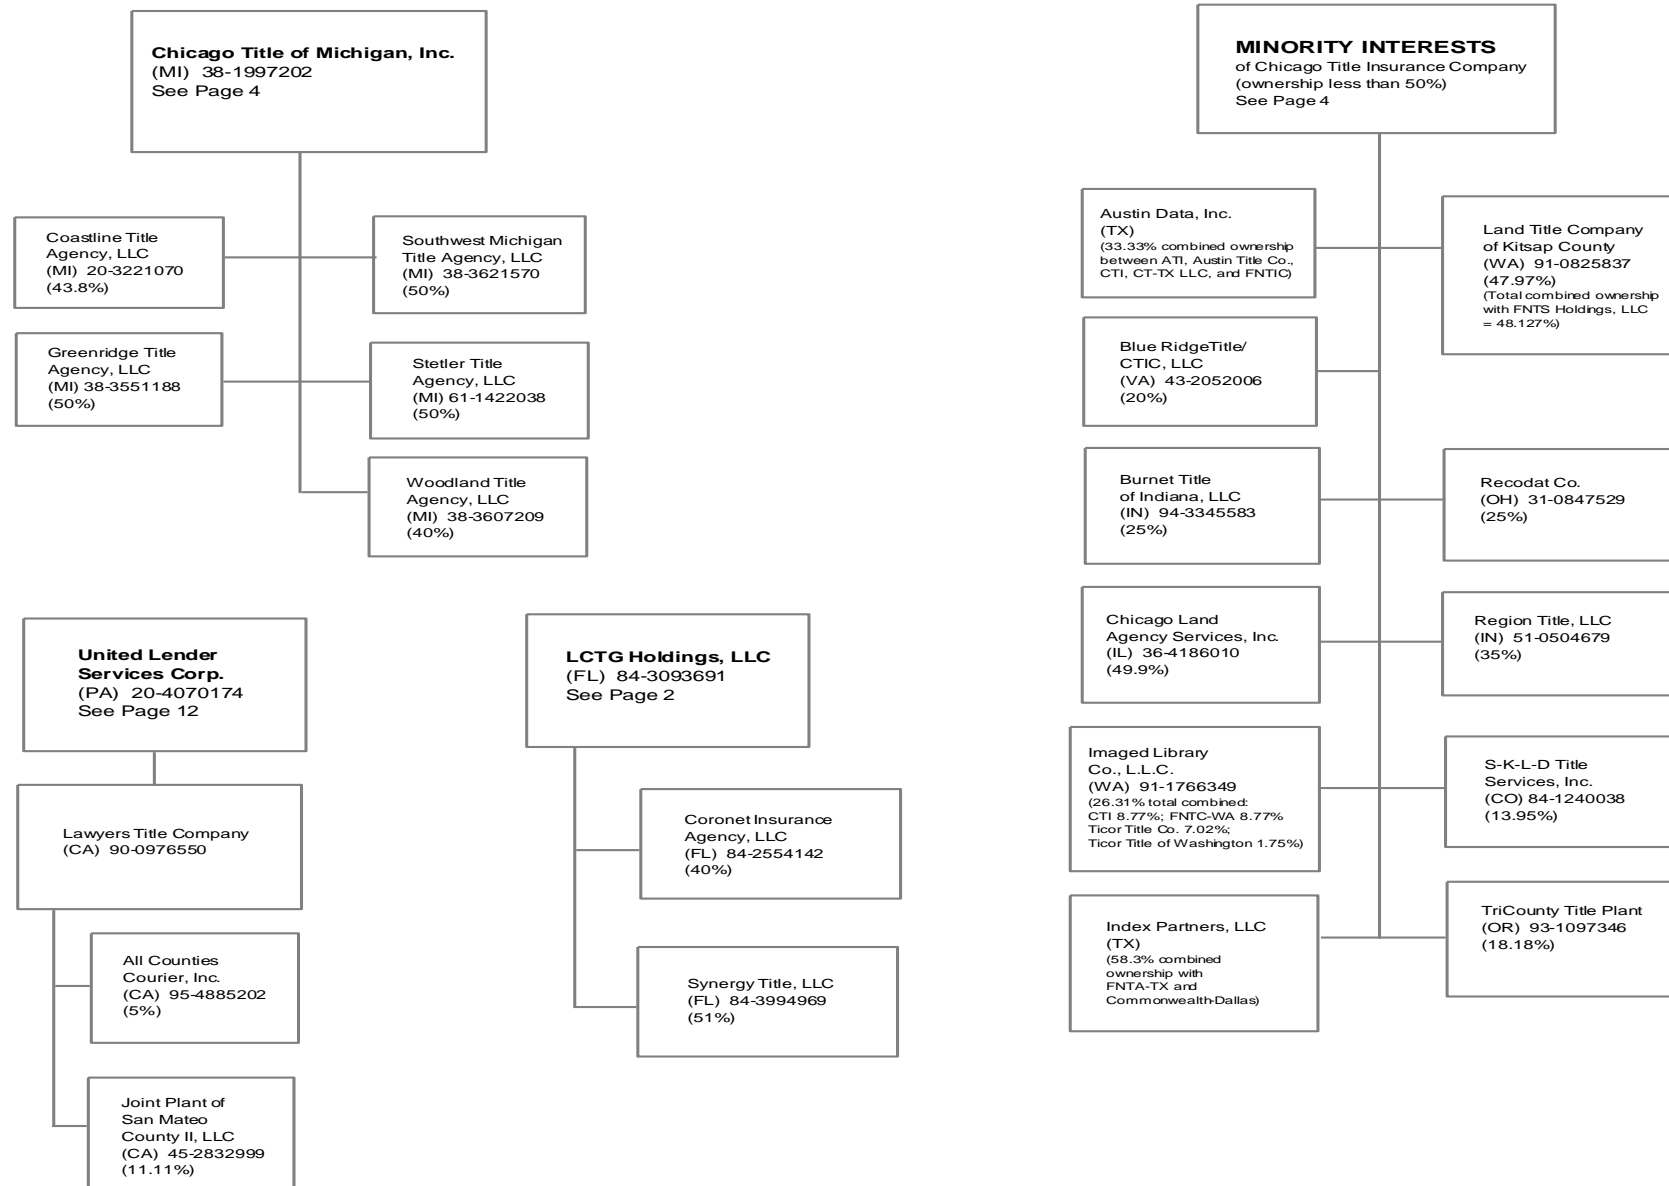 Chicago Title of Michigan, Inc.
(MI) 38-1997202
See Page 4
Coastline Title
Agency, LLC
(MI) 20-3221070
(43.8%)
Southwest Michigan
Title Agency, LLC
(MI) 38-3621570
(50%)
Greenridge Title
Agency, LLC
(MI) 38-3551188
(50%)
Stetler Title
Agency, LLC
(MI) 61-1422038
(50%)
Woodland Title
Agency, LLC
(MI) 38-3607209
(40%)
United Lender
Services Corp.
(PA) 20-4070174
See Page 12
Lawyers Title Company
(CA) 90-0976550
All Counties
Courier, Inc.
(CA) 95-4885202
(5%)
Joint Plant of
San Mateo
County II, LLC
(CA) 45-2832999
(11.11%)
LCTG Holdings, LLC
(FL) 84-3093691
See Page 2
Coronet Insurance
Agency, LLC
(FL) 84-2554142
(40%)
Synergy Title, LLC
(FL) 84-3994969
(51%)
MINORITY INTERESTS
of Chicago Title Insurance Company
(ownership less than 50%)
See Page 4
Austin Data, Inc.
(TX)
(33.33% combined ownership
between ATI, Austin Title Co.,
CTI, CT-TX LLC, and FNTIC)
Land Title Company
of Kitsap County
(WA) 91-0825837
(47.97%)
(Total combined ownership
with FNTS Holdings, LLC
= 48.127%)
Blue RidgeTitle/
CTIC, LLC
(VA) 43-2052006
(20%)
Burnet Title
of Indiana, LLC
(IN) 94-3345583
(25%)
Recodat Co.
(OH) 31-0847529
(25%)
Chicago Land
Agency Services, Inc.
(IL) 36-4186010
(49.9%)
Region Title, LLC
(IN) 51-0504679
(35%)
Imaged Library
Co., L.L.C.
(WA) 91-1766349
(26.31% total combined:
CTI 8.77%; FNTC-WA 8.77%
Ticor Title Co. 7.02%;
Ticor Title of Washington 1.75%)
S-K-L-D Title
Services, Inc.
(CO) 84-1240038
(13.95%)
Index Partners, LLC
(TX)
(58.3% combined
ownership with
FNTA-TX and
Commonwealth-Dallas)
TriCounty Title Plant
(OR) 93-1097346
(18.18%)